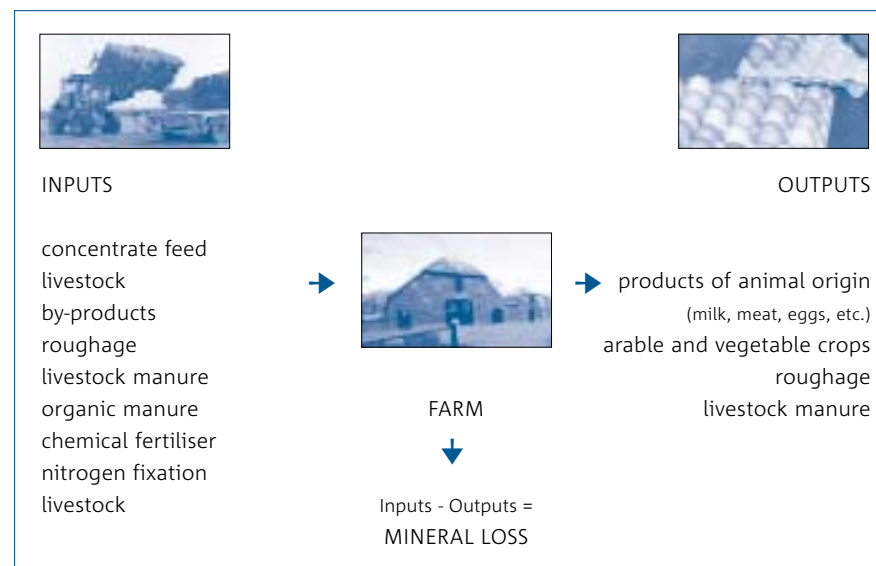 INPUTS
concentrate feed
livestock
by-products
roughage
livestock manure
organic manure
chemical fertiliser
nitrogen fixation
livestock
FARM
Inputs - Outputs =
MINERAL LOSS
OUTPUTS
products of animal origin
(milk, meat, eggs, etc.)
arable and vegetable crops
roughage
livestock manure